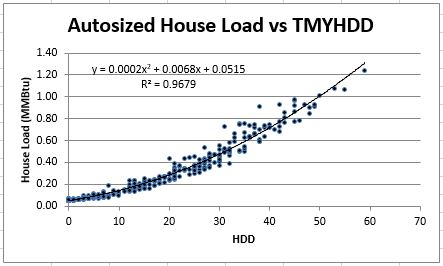 Autosized House Load vs TMYHDD
y = 0.0002x² + 0.0068x + 0.0515
R² = 0.9679
House Load (MMBtu)
1.40
1.20
1.00
0.80
0.60
0.40
0.20
0.00
0 10 20 30 40 50 60 70
HDD